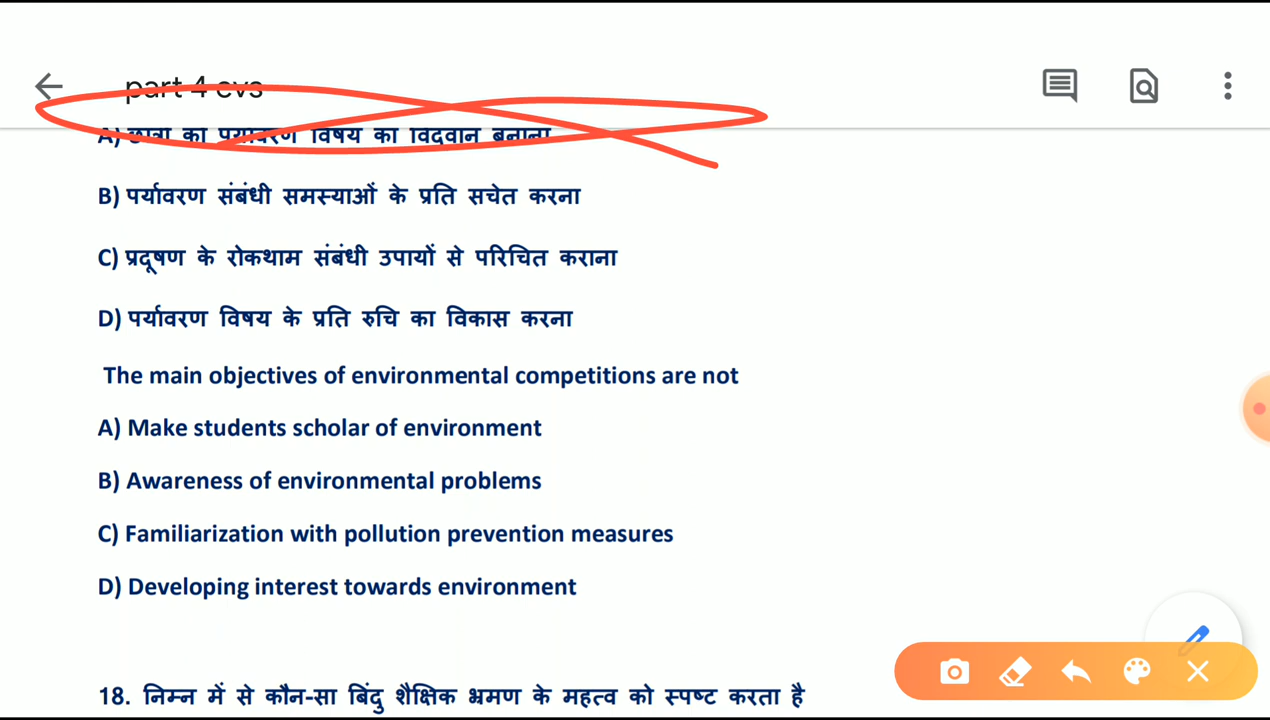 part 4 evs
A) छात्रों को पर्यावरण विषय का विद्वान बनाना
B) पर्यावरण संबंधी समस्याओं के प्रति सचेत करना
C) प्रदूषण के रोकथाम संबंधी उपायों से परिचित कराना
D) पर्यावरण विषय के प्रति रुचि का विकास करना
The main objectives of environmental competitions are not
A) Make students scholar of environment
B) Awareness of environmental problems
C) Familiarization with pollution prevention measures
D) Developing interest towards environment
18. निम्न में से कौन-सा बिंदु शैक्षिक भ्रमण के महत्व को स्पष्ट करता है